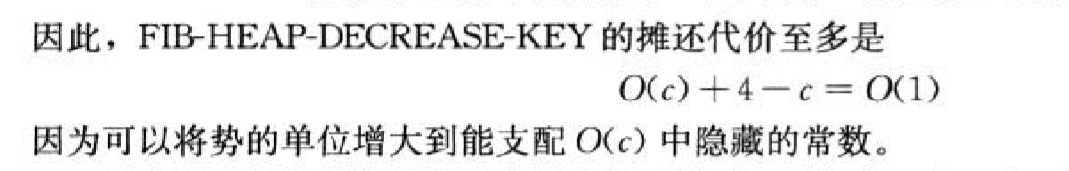 因此，FIB-HEAP-DECREASE-KEY 的摊还代价至多是
O(c) + 4 − c = O(1)
因为可以将势的单位增大到能支配 O(c) 中隐藏的常数。